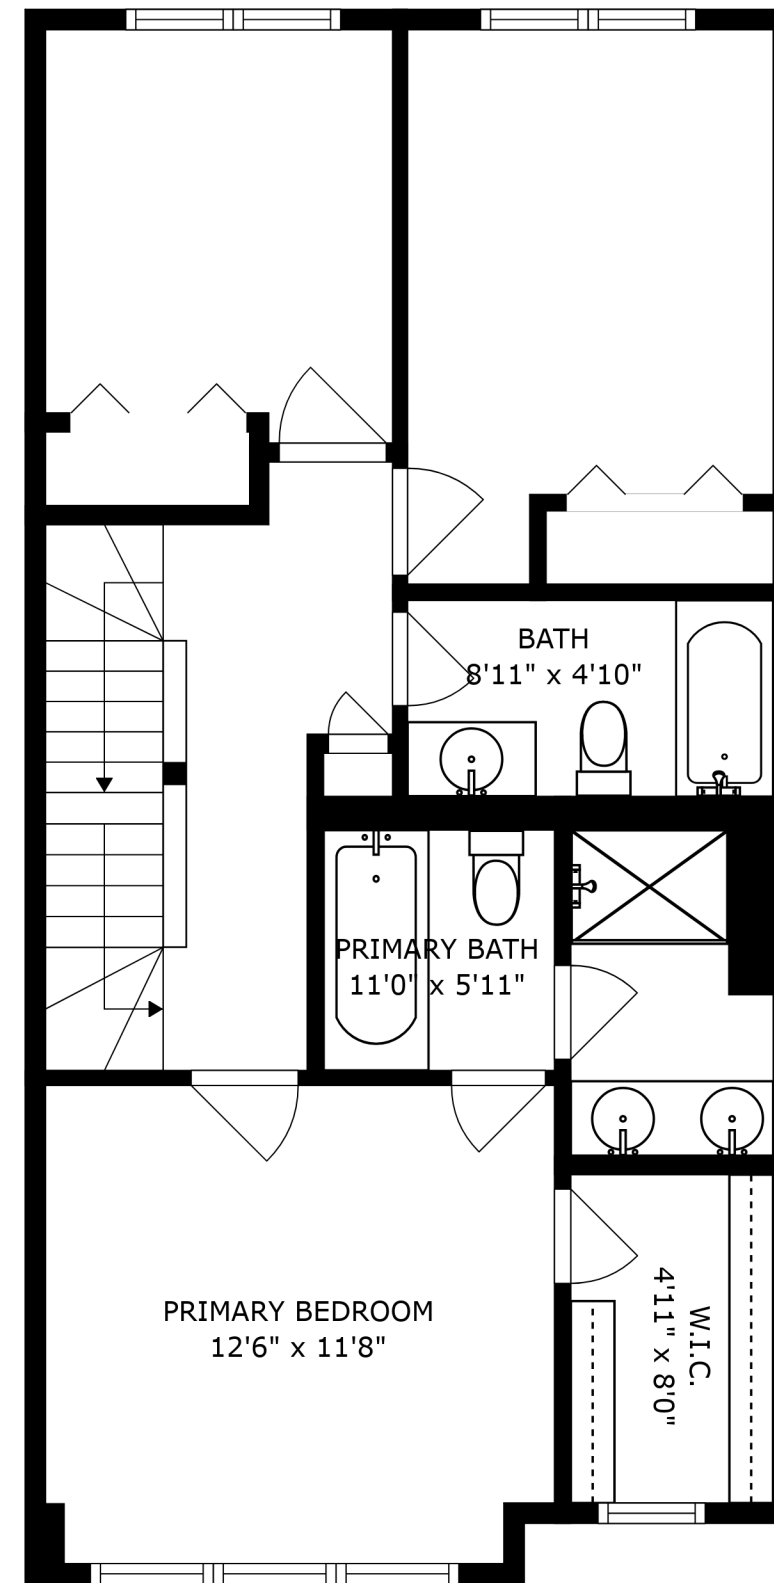 BATH
8'11" x 4'10"
PRIMARY BATH
11'0" x 5'11"
PRIMARY BEDROOM
12'6" x 11'8"
W.I.C.
4'11" x 8'0"